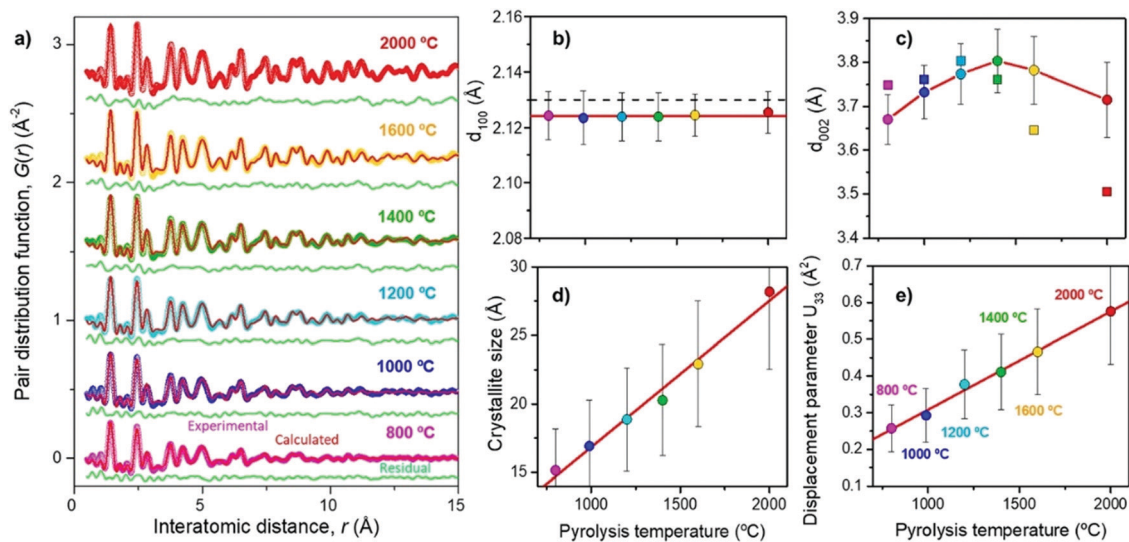 a)
Pair distribution function, G(r) (Å⁻²)
3
2
1
0
2000 ºC
1600 ºC
1400 ºC
1200 ºC
1000 ºC
Experimental
Calculated
800 ºC
Residual
0 5 10 15
Interatomic distance, r (Å)
b)
d₁₀₀ (Å)
2.16
2.14
2.12
2.10
2.08
c)
d₀₀₂ (Å)
3.9
3.8
3.7
3.6
3.5
3.4
d)
Crystallite size (Å)
30
25
20
15
1000 1500 2000
Pyrolysis temperature (ºC)
e)
Displacement parameter U₃₃ (Å²)
0.7
0.6
0.5
0.4
0.3
0.2
0.1
2000 ºC
1400 ºC
800 ºC
1600 ºC
1200 ºC
1000 ºC
1000 1500 2000
Pyrolysis temperature (ºC)